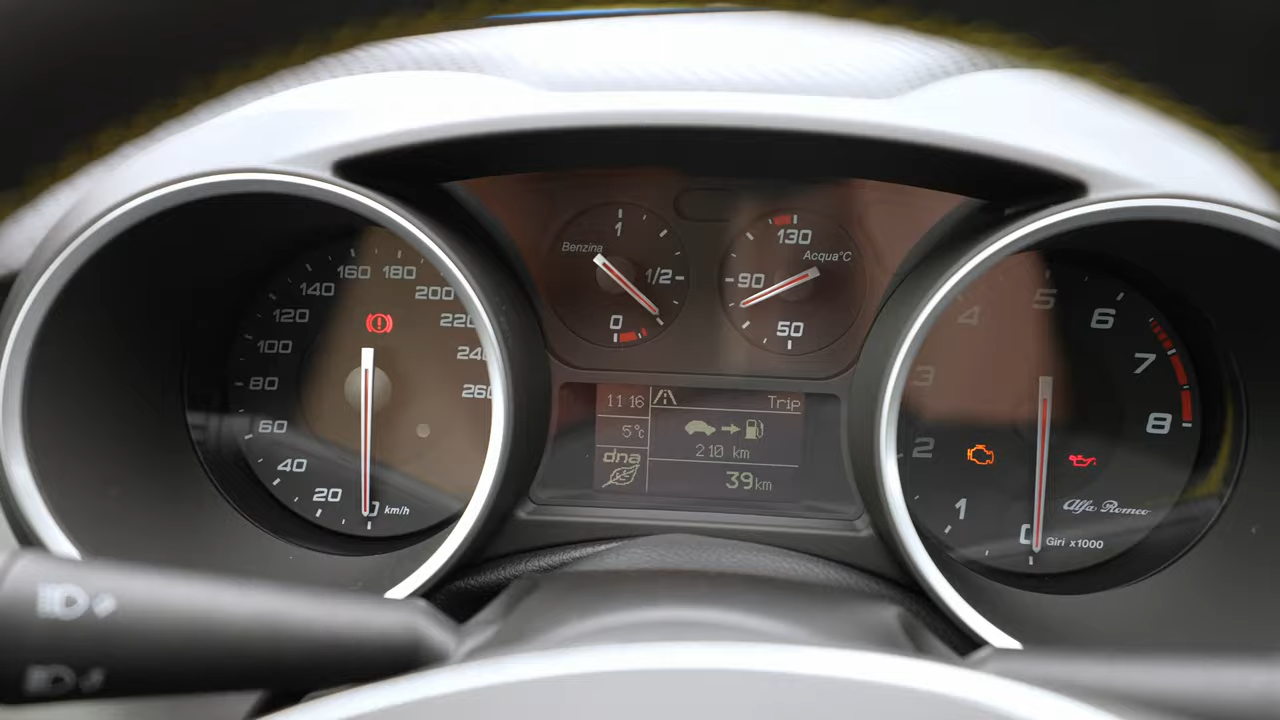 20
40
60
80
100
120
140
160
180
200
220
240
260
km/h
Benzina
1
1/2
0
130
Acqua°C
90
50
11:16
Trip
5°c
210 km
dna
39km
0
1
2
3
4
5
6
7
8
Alfa Romeo
Giri x1000